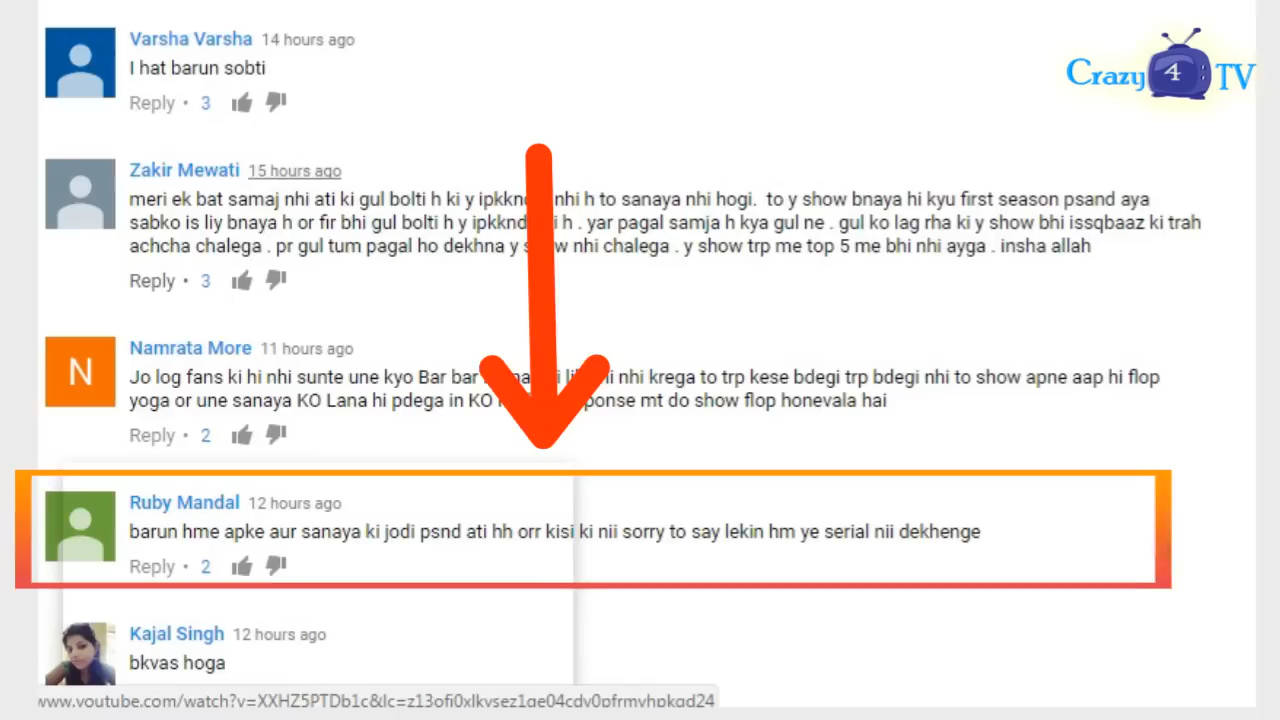 Varsha Varsha 14 hours ago
I hat barun sobti
Reply • 3
Crazy 4 TV
Zakir Mewati 15 hours ago
meri ek bat samaj nhi ati ki gul bolti h ki y ipkknd nhi h to sanaya nhi hogi. to y show bnaya hi kyu first season psand aya
sabko is liy bnaya h or fir bhi gul bolti h y ipkknd h . yar pagal samja h kya gul ne . gul ko lag rha ki y show bhi issqbaaz ki trah
achcha chalega . pr gul tum pagal ho dekhna y show nhi chalega . y show trp me top 5 me bhi nhi ayga . insha allah
Reply • 3
N
Namrata More 11 hours ago
Jo log fans ki hi nhi sunte une kyo Bar bar nhi krega to trp kese bdegi trp bdegi nhi to show apne aap hi flop
yoga or une sanaya KO Lana hi pdega in KO mt do show flop honevala hai
Reply • 2
Ruby Mandal 12 hours ago
barun hme apke aur sanaya ki jodi psnd ati hh orr kisi ki nii sorry to say lekin hm ye serial nii dekhenge
Reply • 2
Kajal Singh 12 hours ago
bkvas hoga